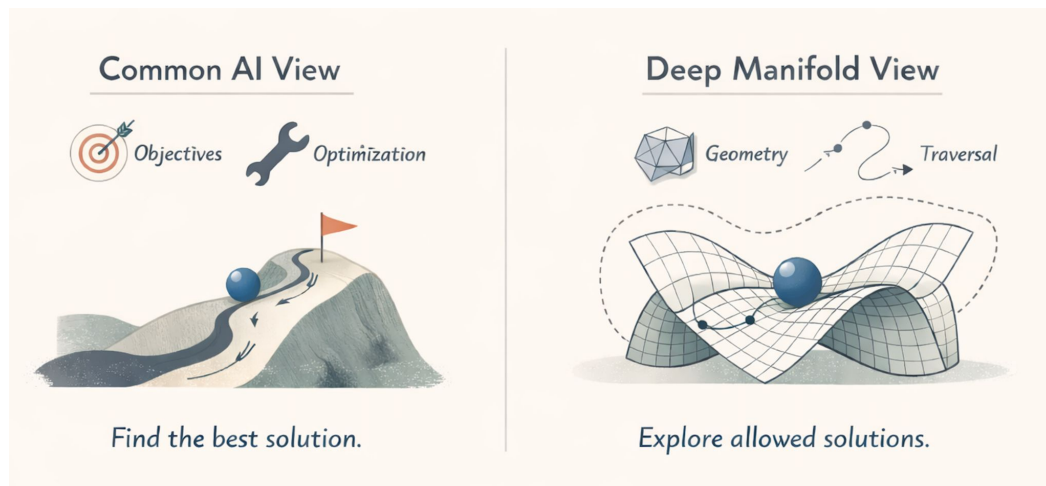 Common AI View
Objectives
Optimization
Find the best solution.
Deep Manifold View
Geometry
Traversal
Explore allowed solutions.